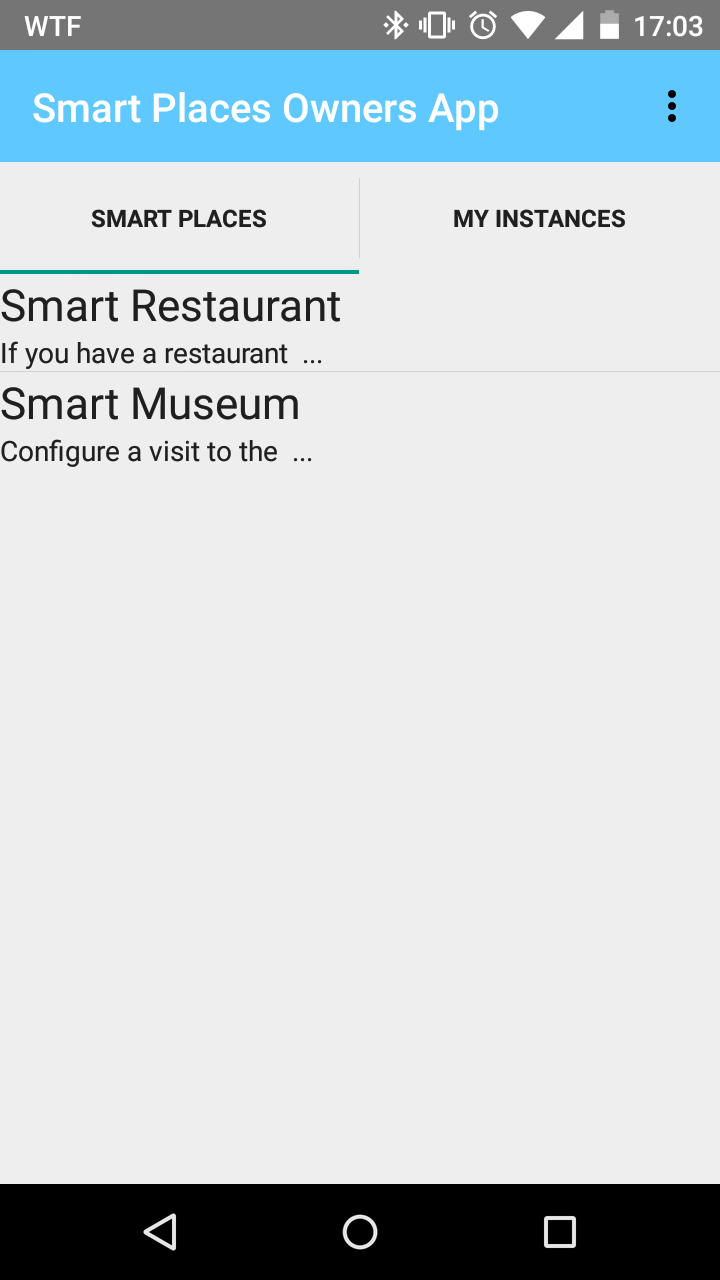 WTF 17:03
Smart Places Owners App
SMART PLACES MY INSTANCES
Smart Restaurant
If you have a restaurant ...
Smart Museum
Configure a visit to the ...